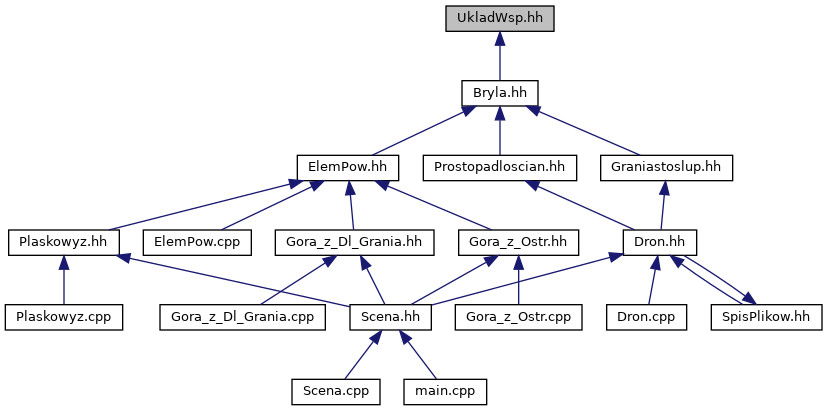 UkladWsp.hh
Bryla.hh
ElemPow.hh
Prostopadloscian.hh
Graniastoslup.hh
Plaskowyz.hh
ElemPow.cpp
Gora_z_Dl_Grania.hh
Gora_z_Ostr.hh
Dron.hh
Plaskowyz.cpp
Gora_z_Dl_Grania.cpp
Scena.hh
Gora_z_Ostr.cpp
Dron.cpp
SpisPlikow.hh
Scena.cpp
main.cpp